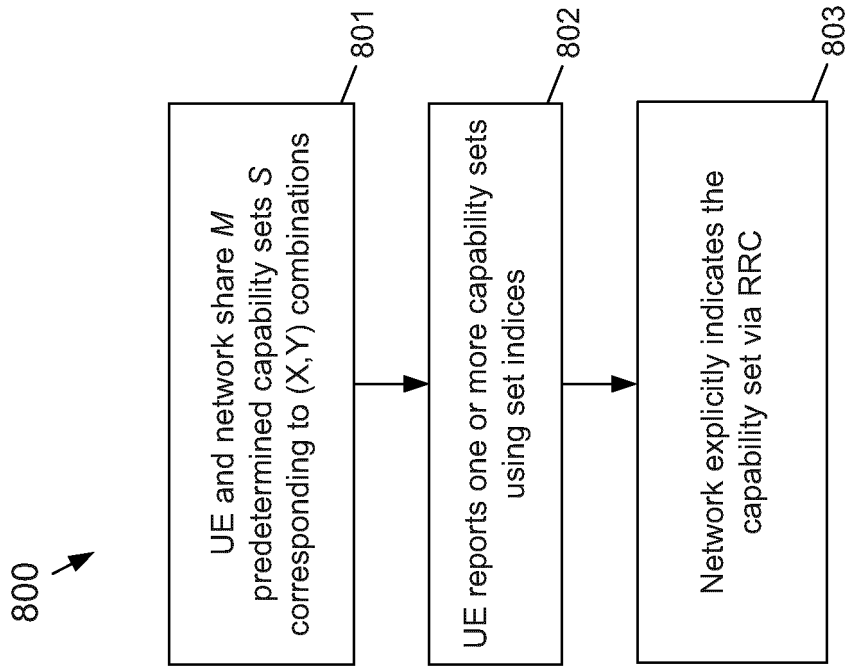 800
UE and network share M
predetermined capability sets S
corresponding to (X,Y) combinations
801
UE reports one or more capability sets
using set indices
802
Network explicitly indicates the
capability set via RRC
803